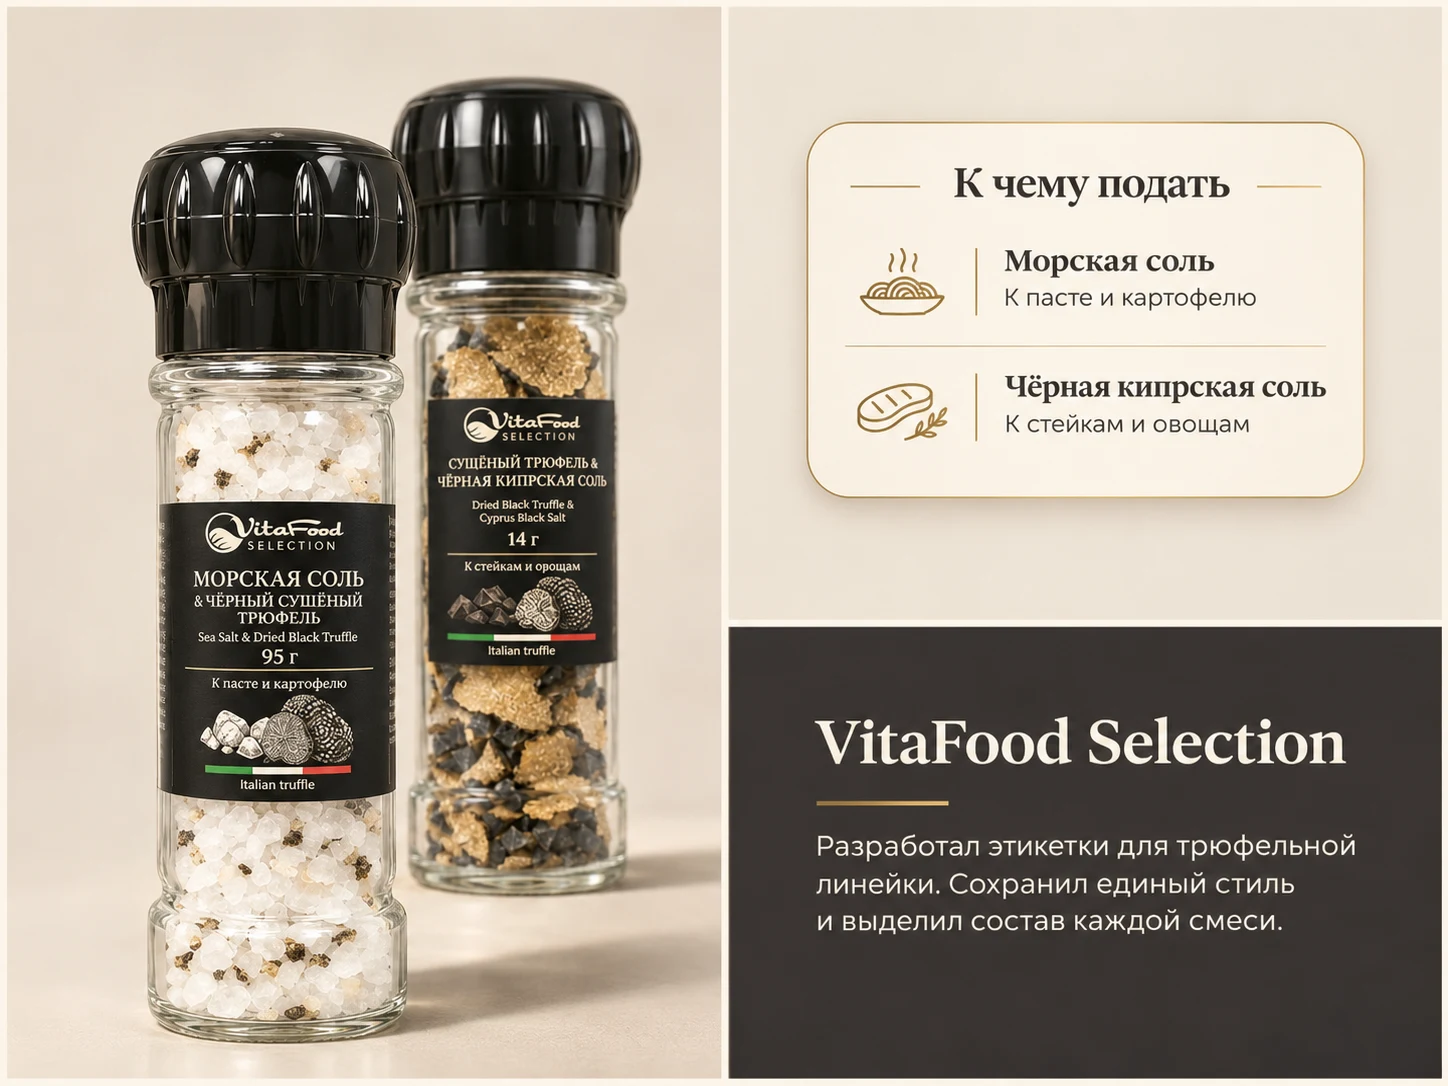 VitaFood
SELECTION
МОРСКАЯ СОЛЬ
& ЧЁРНЫЙ СУШЁНЫЙ
ТРЮФЕЛЬ
Sea Salt & Dried Black Truffle
95 г
К пасте и картофелю
Italian truffle
VitaFood
SELECTION
СУЩЁНЫЙ ТРЮФЕЛЬ &
ЧЁРНАЯ КИПРСКАЯ СОЛЬ
Dried Black Truffle &
Cyprus Black Salt
14 г
К стейкам и овощам
Italian truffle
К чему подать
Морская соль
К пасте и картофелю
Чёрная кипрская соль
К стейкам и овощам
VitaFood Selection
Разработал этикетки для трюфельной
линейки. Сохранил единый стиль
и выделил состав каждой смеси.